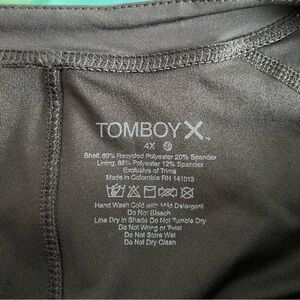 TOMBOYX
4X
Shell: 80% Recycled Polyester 20% Spandex
Lining: 88% Polyester 12% Spandex
Exclusive of Trims
Made in Colombia RN 141013
Hand Wash Cold with Mild Detergent
Do Not Bleach
Line Dry in Shade Do Not Tumble Dry
Do Not Wring or Twist
Do Not Store Wet
Do Not Dry Clean